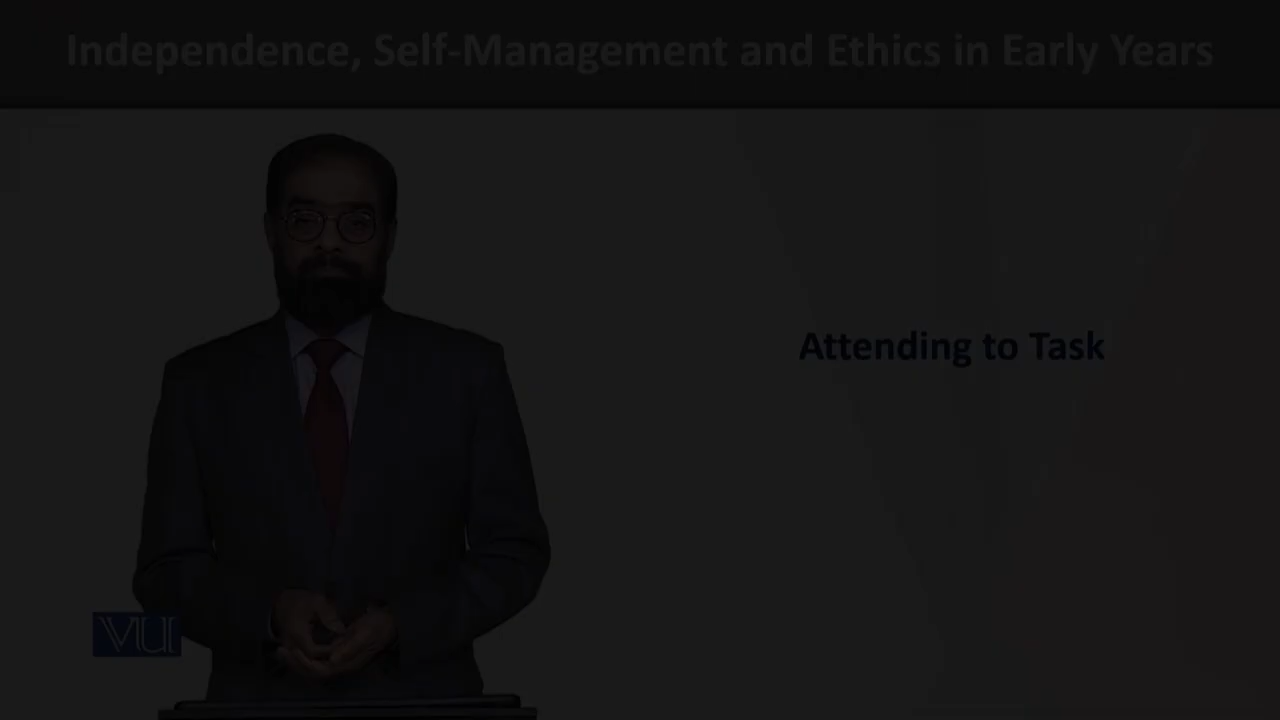 Independence, Self-Management and Ethics in Early Years
Attending to Task
VU